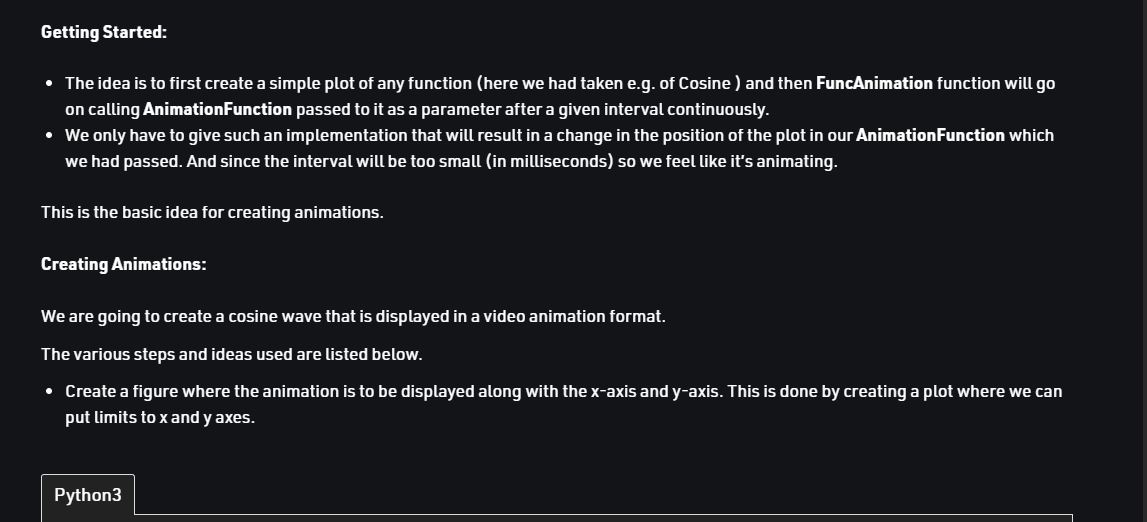 Getting Started:
• The idea is to first create a simple plot of any function (here we had taken e.g. of Cosine ) and then FuncAnimation function will go
on calling AnimationFunction passed to it as a parameter after a given interval continuously.
• We only have to give such an implementation that will result in a change in the position of the plot in our AnimationFunction which
we had passed. And since the interval will be too small (in milliseconds) so we feel like it's animating.
This is the basic idea for creating animations.
Creating Animations:
We are going to create a cosine wave that is displayed in a video animation format.
The various steps and ideas used are listed below.
• Create a figure where the animation is to be displayed along with the x-axis and y-axis. This is done by creating a plot where we can
put limits to x and y axes.
Python3